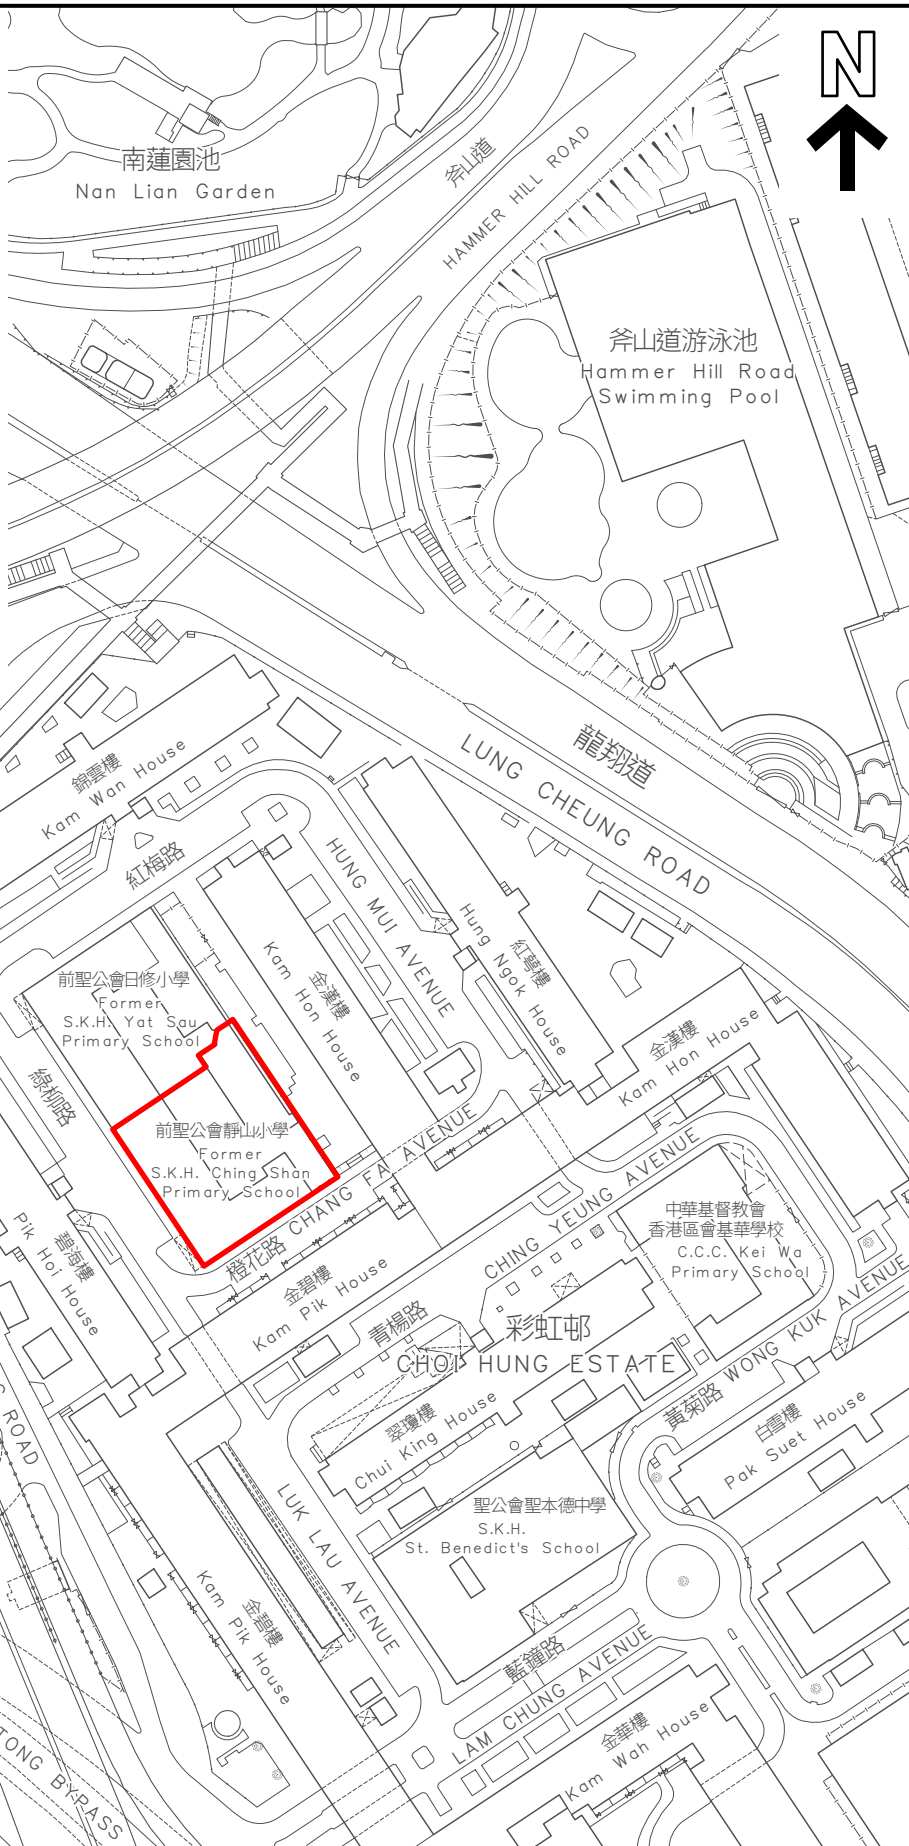 N
南蓮園池
Nan Lian Garden
斧山道
HAMMER HILL ROAD
斧山道游泳池
Hammer Hill Road
Swimming Pool
龍翔道
LUNG CHEUNG ROAD
錦雲樓
Kam Wan House
紅梅路
HUNG MUI AVENUE
紅萼樓
Hung Ngok House
金漢樓
Kam Hon House
金漢樓
Kam Hon House
前聖公會日修小學
Former
S.K.H. Yat Sau
Primary School
綠柳路
前聖公會靜山小學
Former
S.K.H. Ching Shan
Primary School
橙花路 CHANG FA AVENUE
碧海樓
Pik Hoi House
金碧樓
Kam Pik House
青楊路
CHING YEUNG AVENUE
中華基督教會
香港區會基華學校
C.C.C. Kei Wa
Primary School
彩虹邨
CHOI HUNG ESTATE
黃菊路 WONG KUK AVENUE
翠瓊樓
Chui King House
白雪樓
Pak Suet House
ROAD
LUK LAU AVENUE
聖公會聖本德中學
S.K.H.
St. Benedict's School
金碧樓
Kam Pik House
藍鐘路
LAM CHUNG AVENUE
金華樓
Kam Wah House
TONG BYPASS